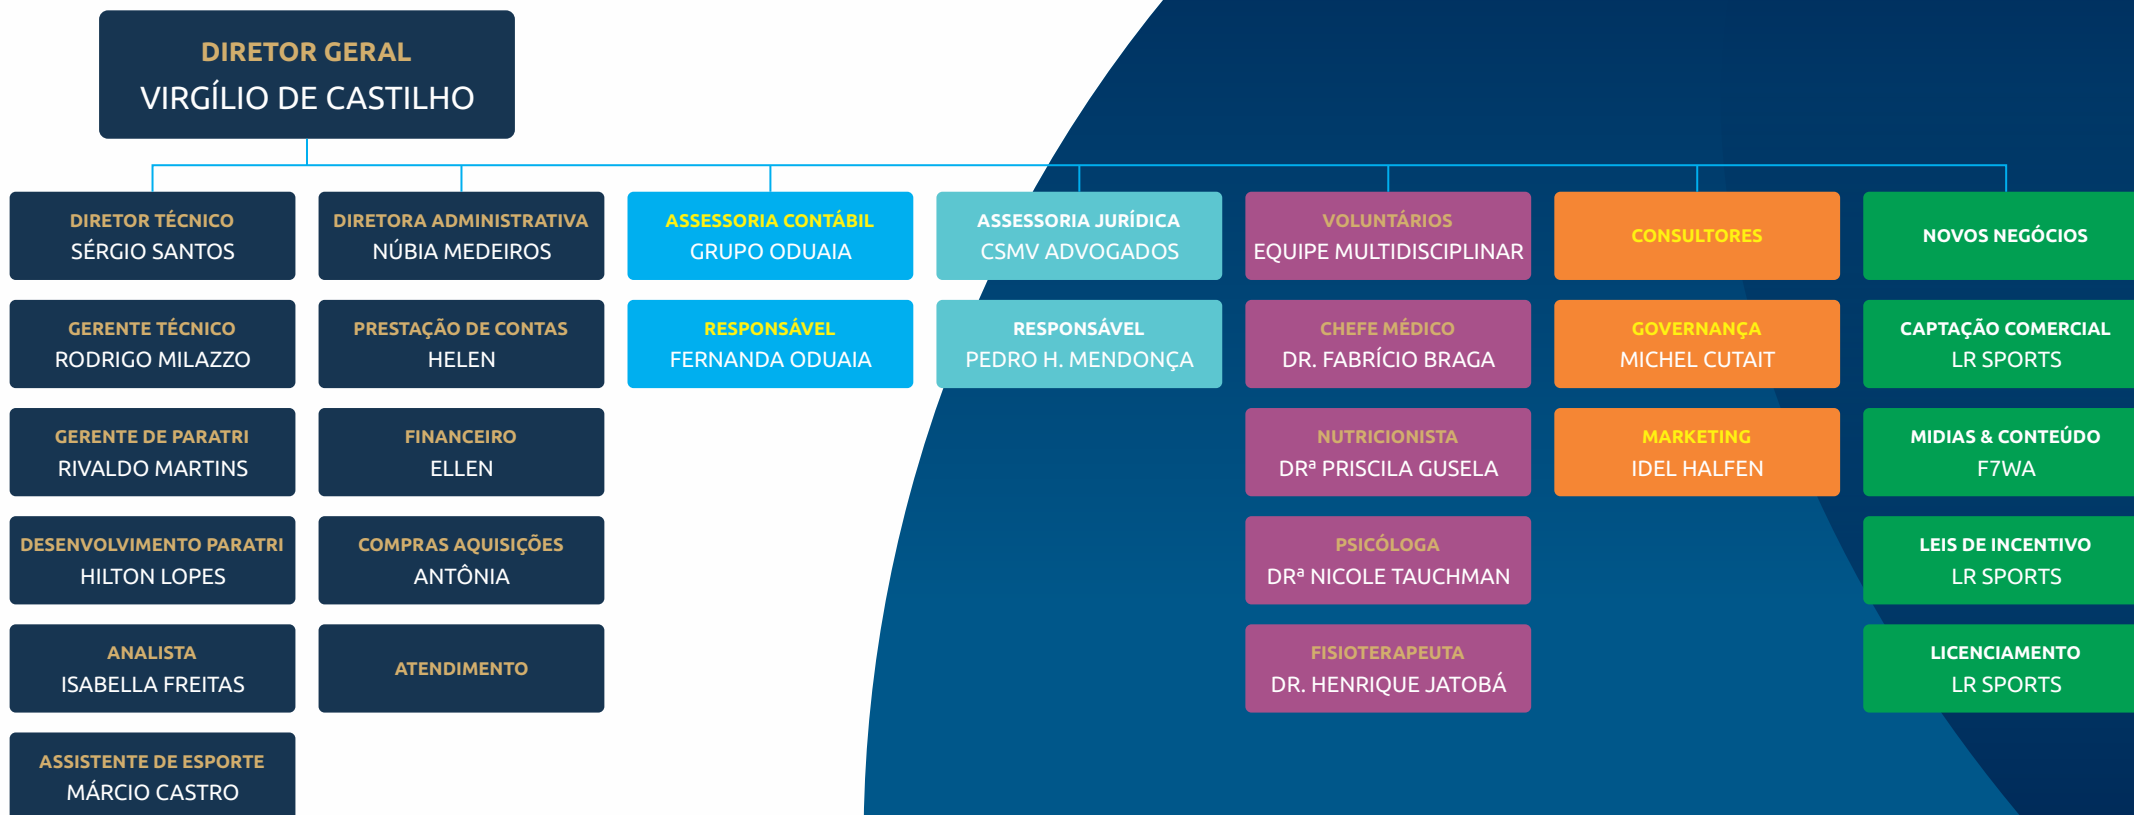 DIRETOR GERAL
VIRGÍLIO DE CASTILHO
DIRETOR TÉCNICO
SÉRGIO SANTOS
GERENTE TÉCNICO
RODRIGO MILAZZO
GERENTE DE PARATRI
RIVALDO MARTINS
DESENVOLVIMENTO PARATRI
HILTON LOPES
ANALISTA
ISABELLA FREITAS
ASSISTENTE DE ESPORTE
MÁRCIO CASTRO
DIRETORA ADMINISTRATIVA
NÚBIA MEDEIROS
PRESTAÇÃO DE CONTAS
HELEN
FINANCEIRO
ELLEN
COMPRAS AQUISIÇÕES
ANTÔNIA
ATENDIMENTO
ASSESSORIA CONTÁBIL
GRUPO ODUAIA
RESPONSÁVEL
FERNANDA ODUAIA
ASSESSORIA JURÍDICA
CSMV ADVOGADOS
RESPONSÁVEL
PEDRO H. MENDONÇA
VOLUNTÁRIOS
EQUIPE MULTIDISCIPLINAR
CHEFE MÉDICO
DR. FABRÍCIO BRAGA
NUTRICIONISTA
DRª PRISCILA GUSELA
PSICÓLOGA
DRª NICOLE TAUCHMAN
FISIOTERAPEUTA
DR. HENRIQUE JATOBÁ
CONSULTORES
GOVERNANÇA
MICHEL CUTAIT
MARKETING
IDEL HALFEN
NOVOS NEGÓCIOS
CAPTAÇÃO COMERCIAL
LR SPORTS
MIDIAS & CONTEÚDO
F7WA
LEIS DE INCENTIVO
LR SPORTS
LICENCIAMENTO
LR SPORTS